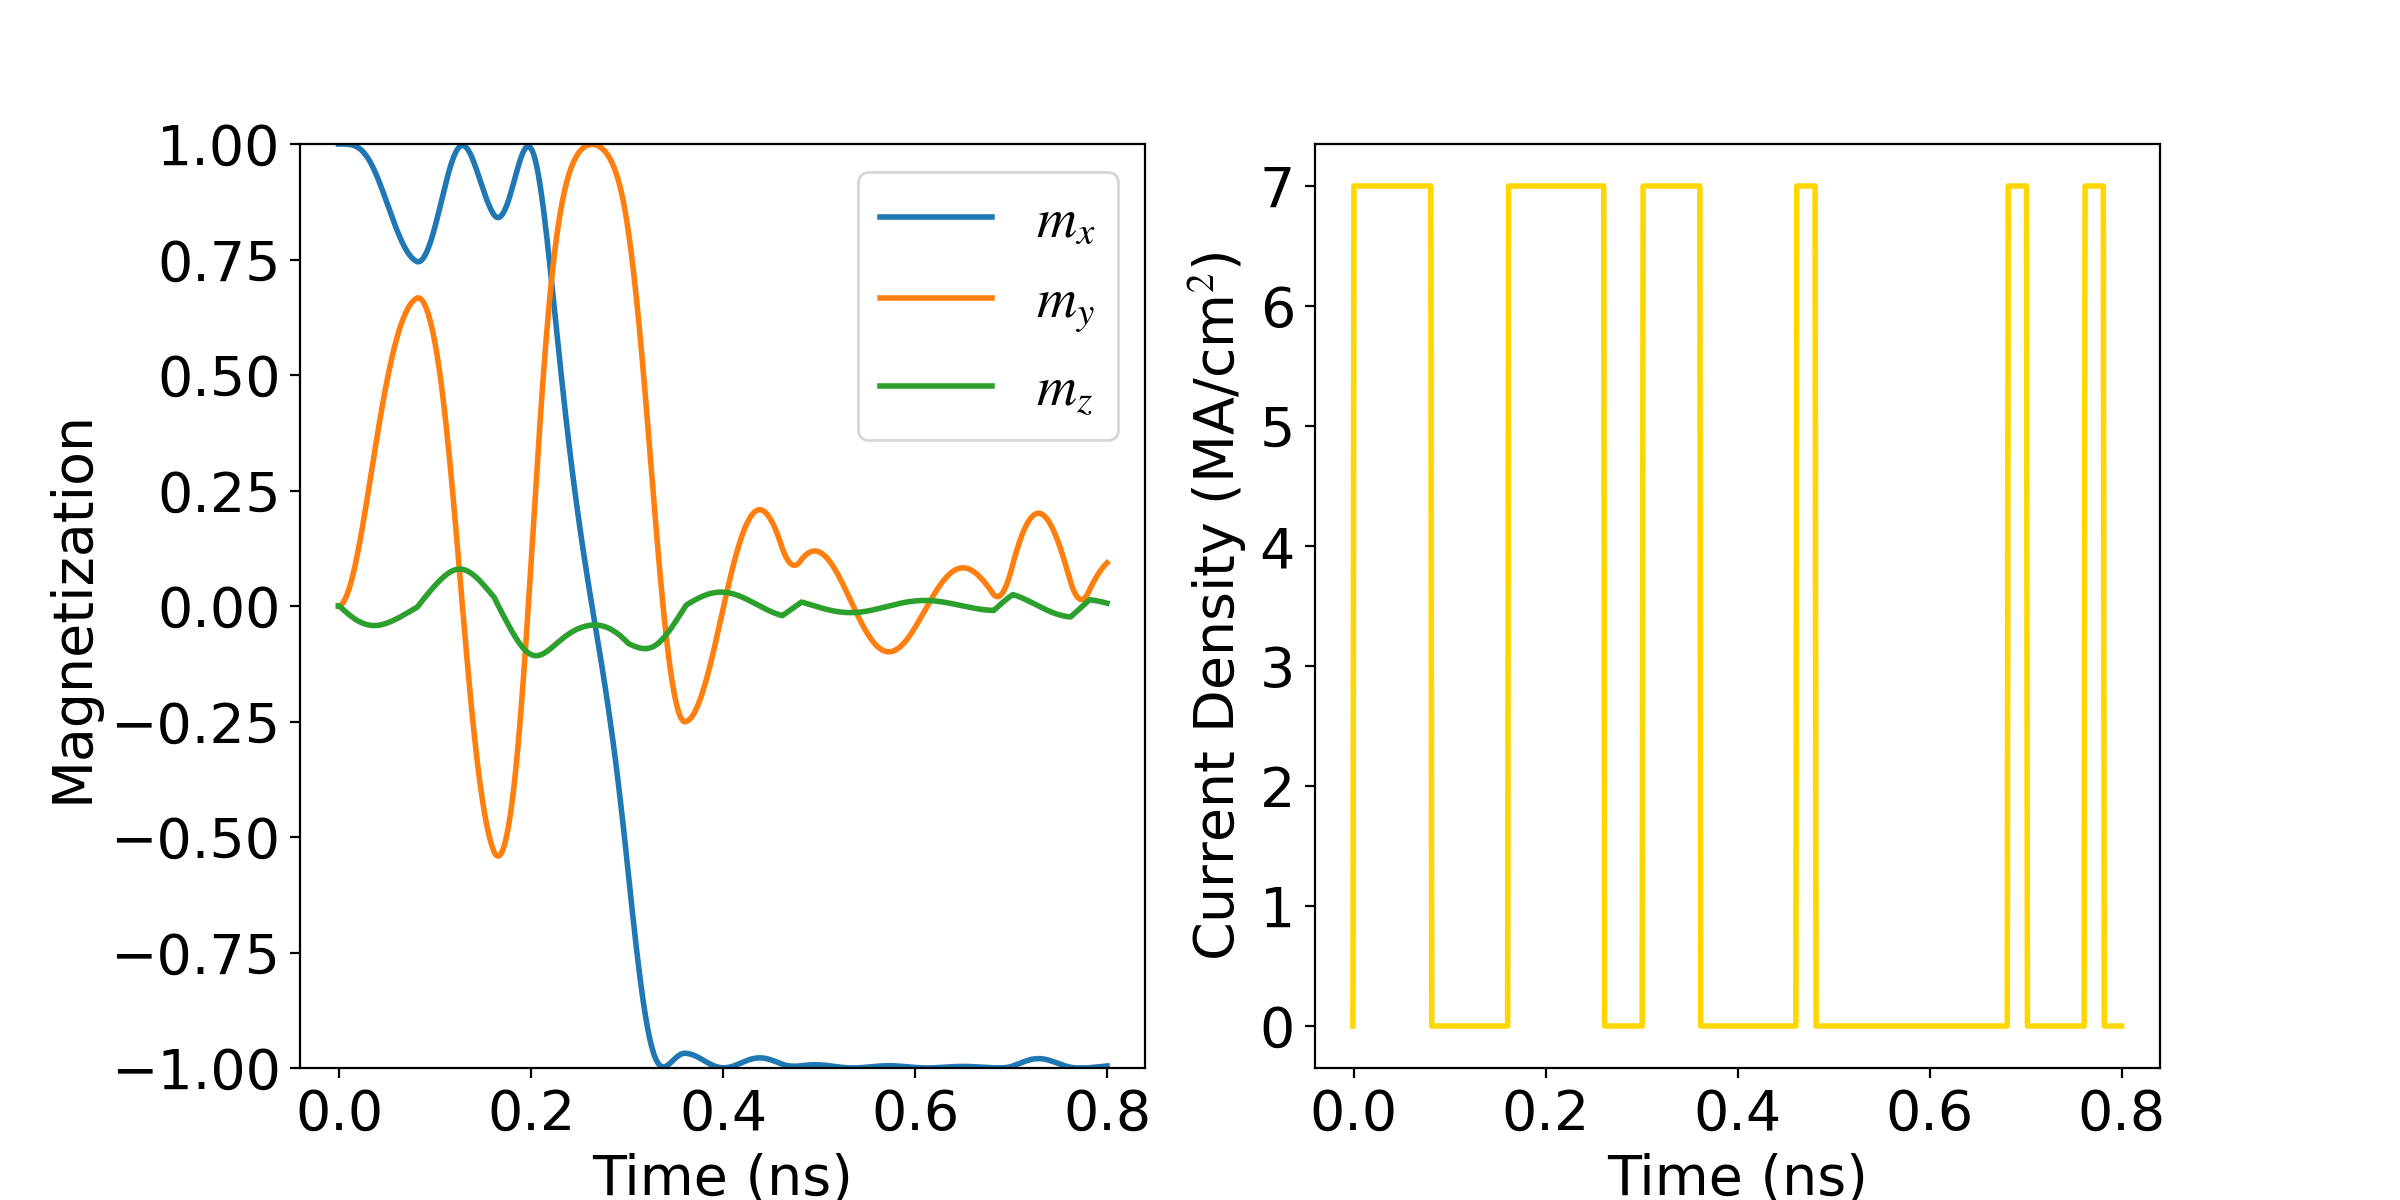 Magnetization
1.00
0.75
0.50
0.25
0.00
−0.25
−0.50
−0.75
−1.00
0.0 0.2 0.4 0.6 0.8
Time (ns)
mₓ
m_y
m_z
Current Density (MA/cm²)
7
6
5
4
3
2
1
0
0.0 0.2 0.4 0.6 0.8
Time (ns)